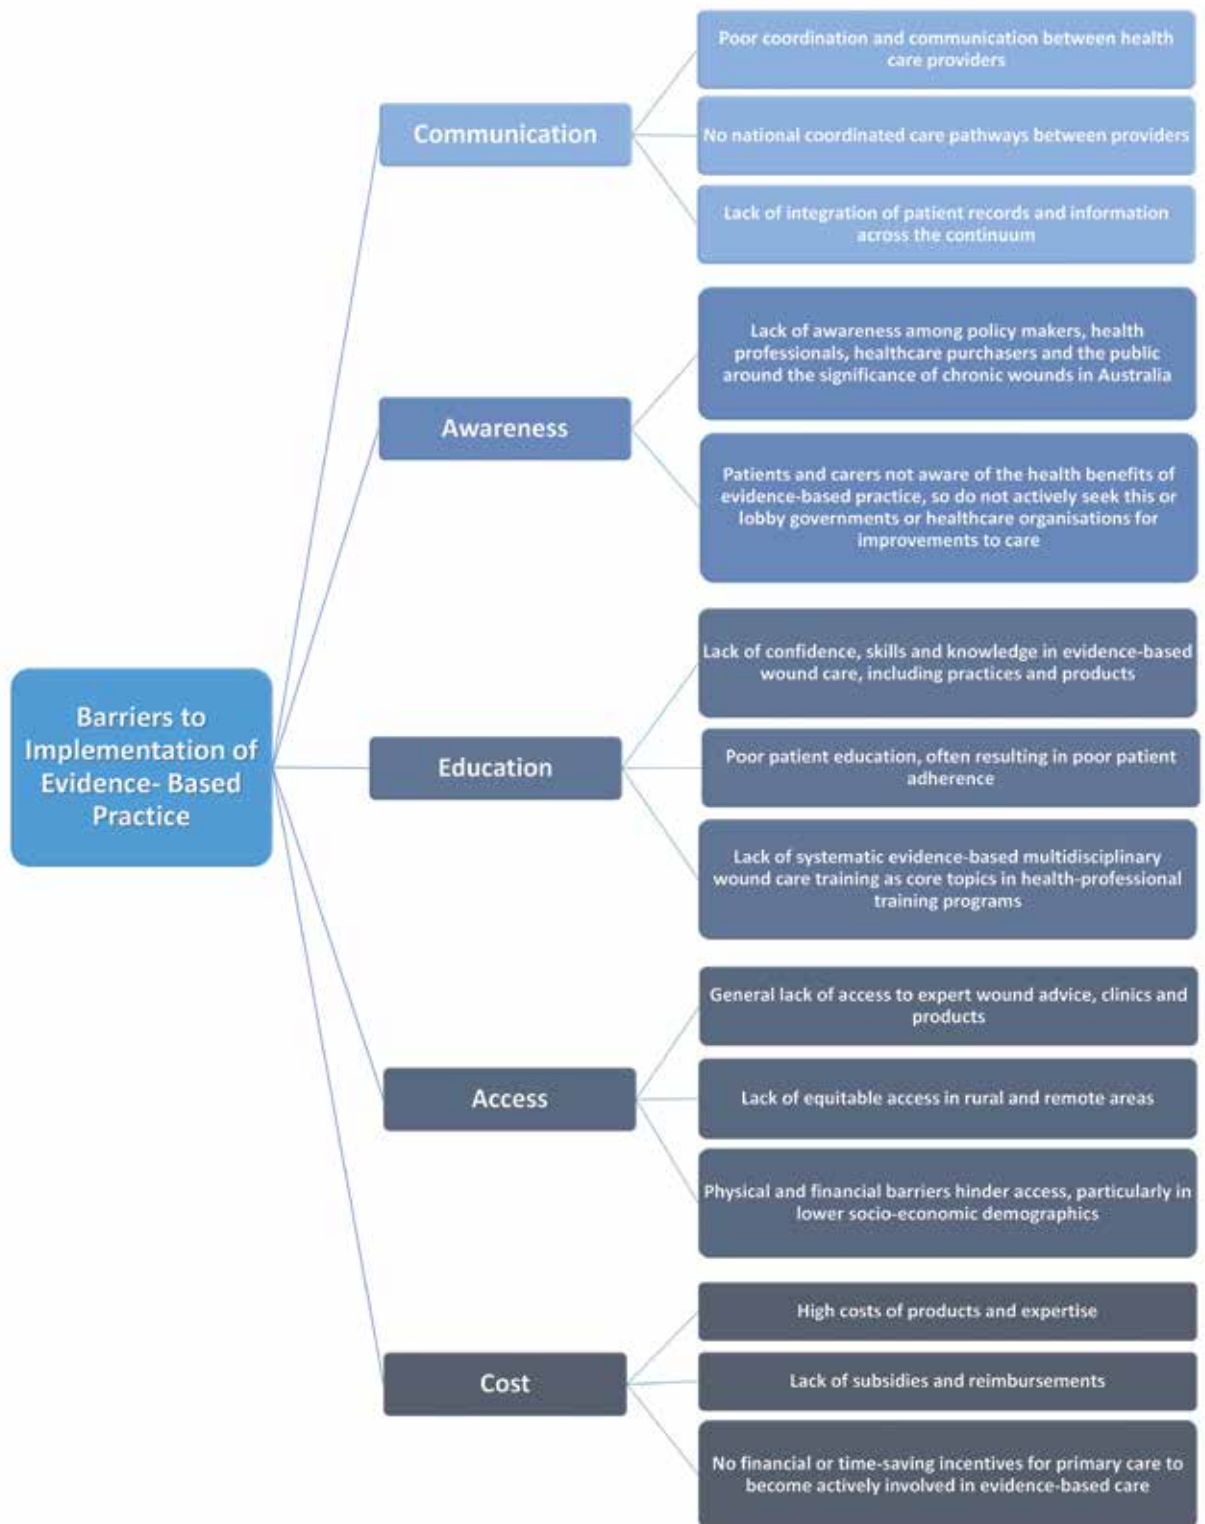 Poor coordination and communication between health
care providers
Communication
No national coordinated care pathways between providers
Lack of integration of patient records and information
across the continuum
Lack of awareness among policy makers, health
professionals, healthcare purchasers and the public
around the significance of chronic wounds in Australia
Awareness
Patients and carers not aware of the health benefits of
evidence-based practice, so do not actively seek this or
lobby governments or healthcare organisations for
improvements to care
Barriers to
Implementation of
Evidence- Based
Practice
Lack of confidence, skills and knowledge in evidence-based
wound care, including practices and products
Education
Poor patient education, often resulting in poor patient
adherence
Lack of systematic evidence-based multidisciplinary
wound care training as core topics in health-professional
training programs
General lack of access to expert wound advice, clinics and
products
Access
Lack of equitable access in rural and remote areas
Physical and financial barriers hinder access, particularly in
lower socio-economic demographics
High costs of products and expertise
Cost
Lack of subsidies and reimbursements
No financial or time-saving incentives for primary care to
become actively involved in evidence-based care